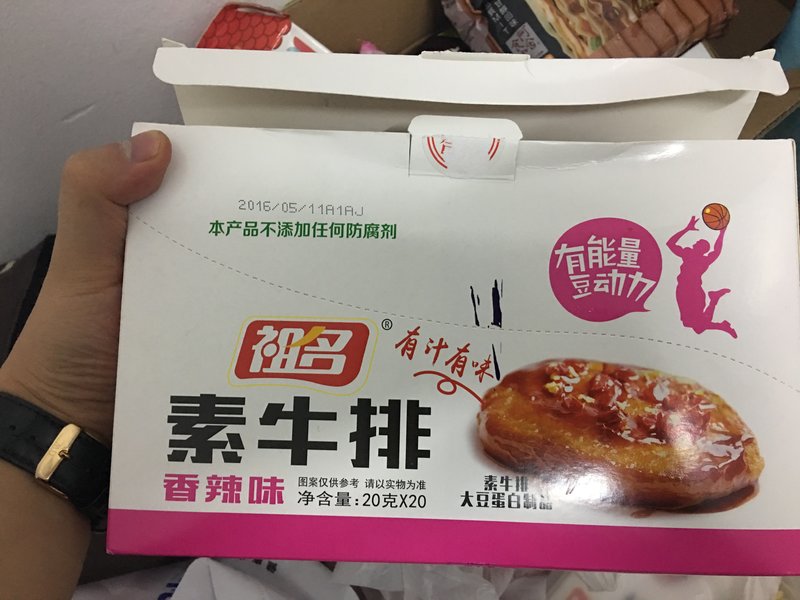 2016/05/11A1AJ
本产品不添加任何防腐剂
有能量
豆动力
祖名®
有汁有味
素牛排
香辣味
图案仅供参考 请以实物为准
净含量:20克X20
素牛排
大豆蛋白制品